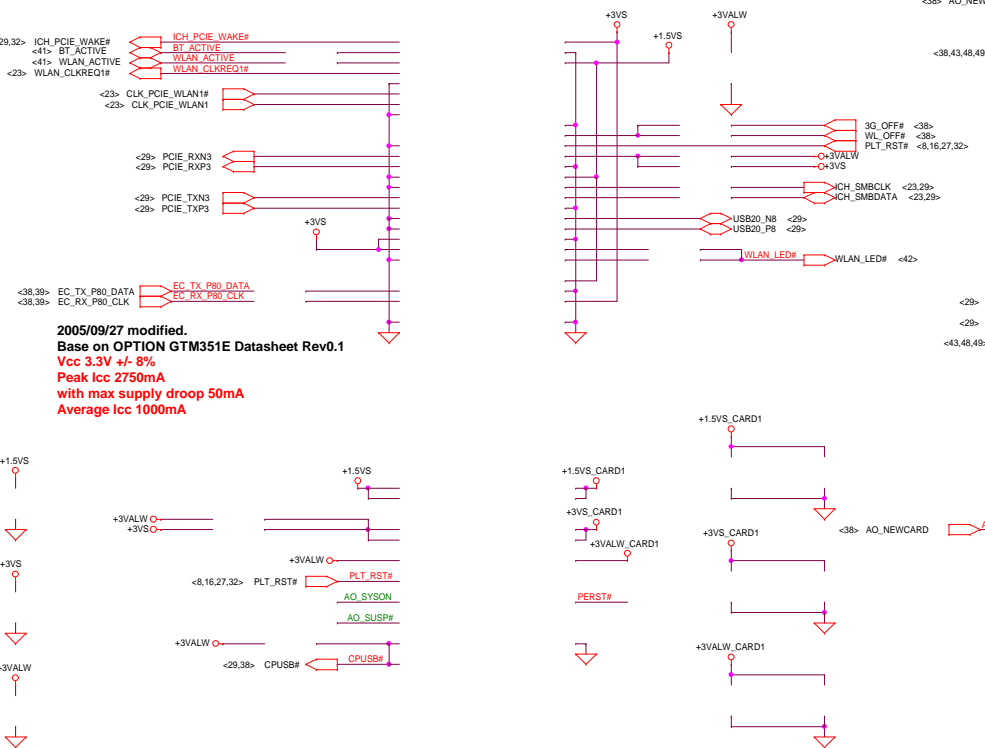 <38> AO_NEW
+3VS
+3VALW
+1.5VS
9,32> ICH_PCIE_WAKE# ICH_PCIE_WAKE#
<41> BT_ACTIVE BT_ACTIVE
<41> WLAN_ACTIVE WLAN_ACTIVE
<23> WLAN_CLKREQ1# WLAN_CLKREQ1#
<38,43,48,49
<23> CLK_PCIE_WLAN1#
<23> CLK_PCIE_WLAN1
3G_OFF# <38>
WL_OFF# <38>
PLT_RST# <8,16,27,32>
<29> PCIE_RXN3
<29> PCIE_RXP3
+3VALW
+3VS
<29> PCIE_TXN3
<29> PCIE_TXP3
ICH_SMBCLK <23,29>
ICH_SMBDATA <23,29>
+3VS
USB20_N8 <29>
USB20_P8 <29>
WLAN_LED# WLAN_LED# <42>
<38,39> EC_TX_P80_DATA EC_TX_P80_DATA
<38,39> EC_RX_P80_CLK EC_RX_P80_CLK
<29>
<29>
<43,48,49>
2005/09/27 modified.
Base on OPTION GTM351E Datasheet Rev0.1
Vcc 3.3V +/- 8%
Peak Icc 2750mA
with max supply droop 50mA
Average Icc 1000mA
+1.5VS_CARD1
+1.5VS
+1.5VS
+1.5VS_CARD1
+3VALW
+3VS
+3VS_CARD1
+3VS_CARD1
<38> AO_NEWCARD
+3VALW_CARD1
+3VS
+3VALW
<8,16,27,32> PLT_RST# PLT_RST#
AO_SYSON
PERST#
AO_SUSP#
+3VALW
+3VALW_CARD1
<29,38> CPUSB# CPUSB#
+3VALW